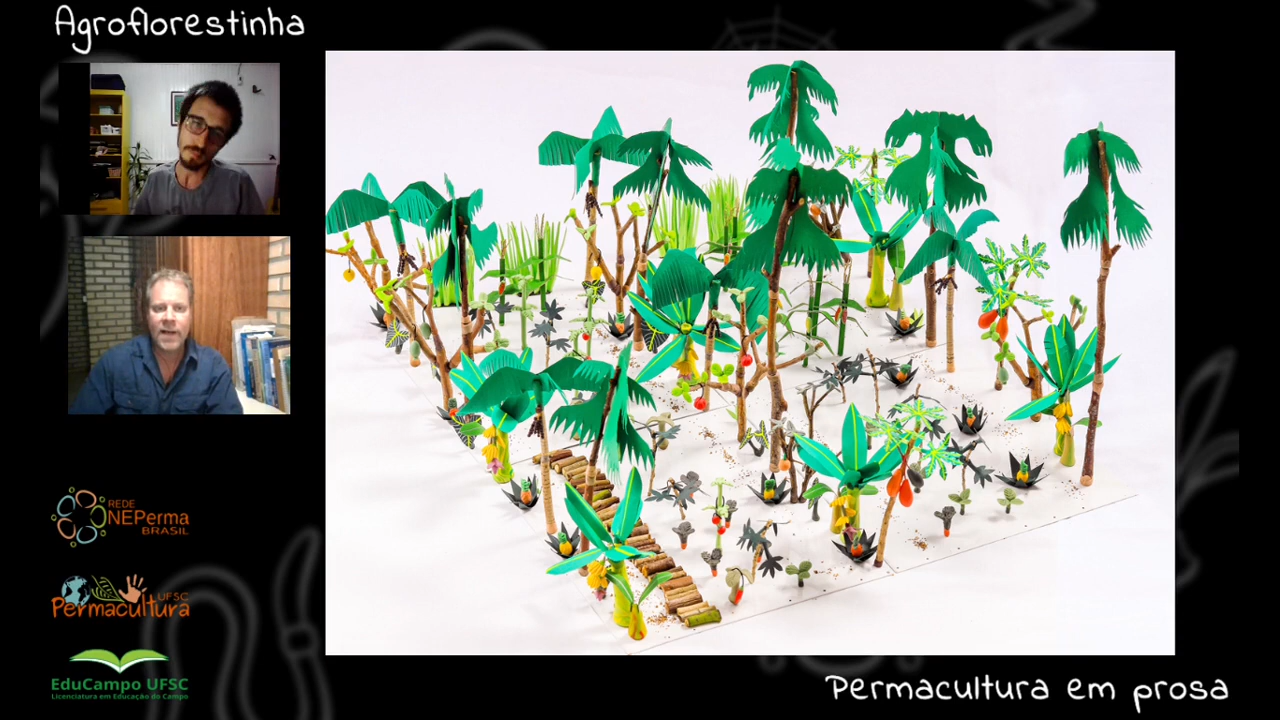 Agroflorestinha
REDE
NEPerma
BRASIL
UFSC
Permacultura
EduCampo UFSC
Licenciatura em Educação do Campo
Permacultura em prosa